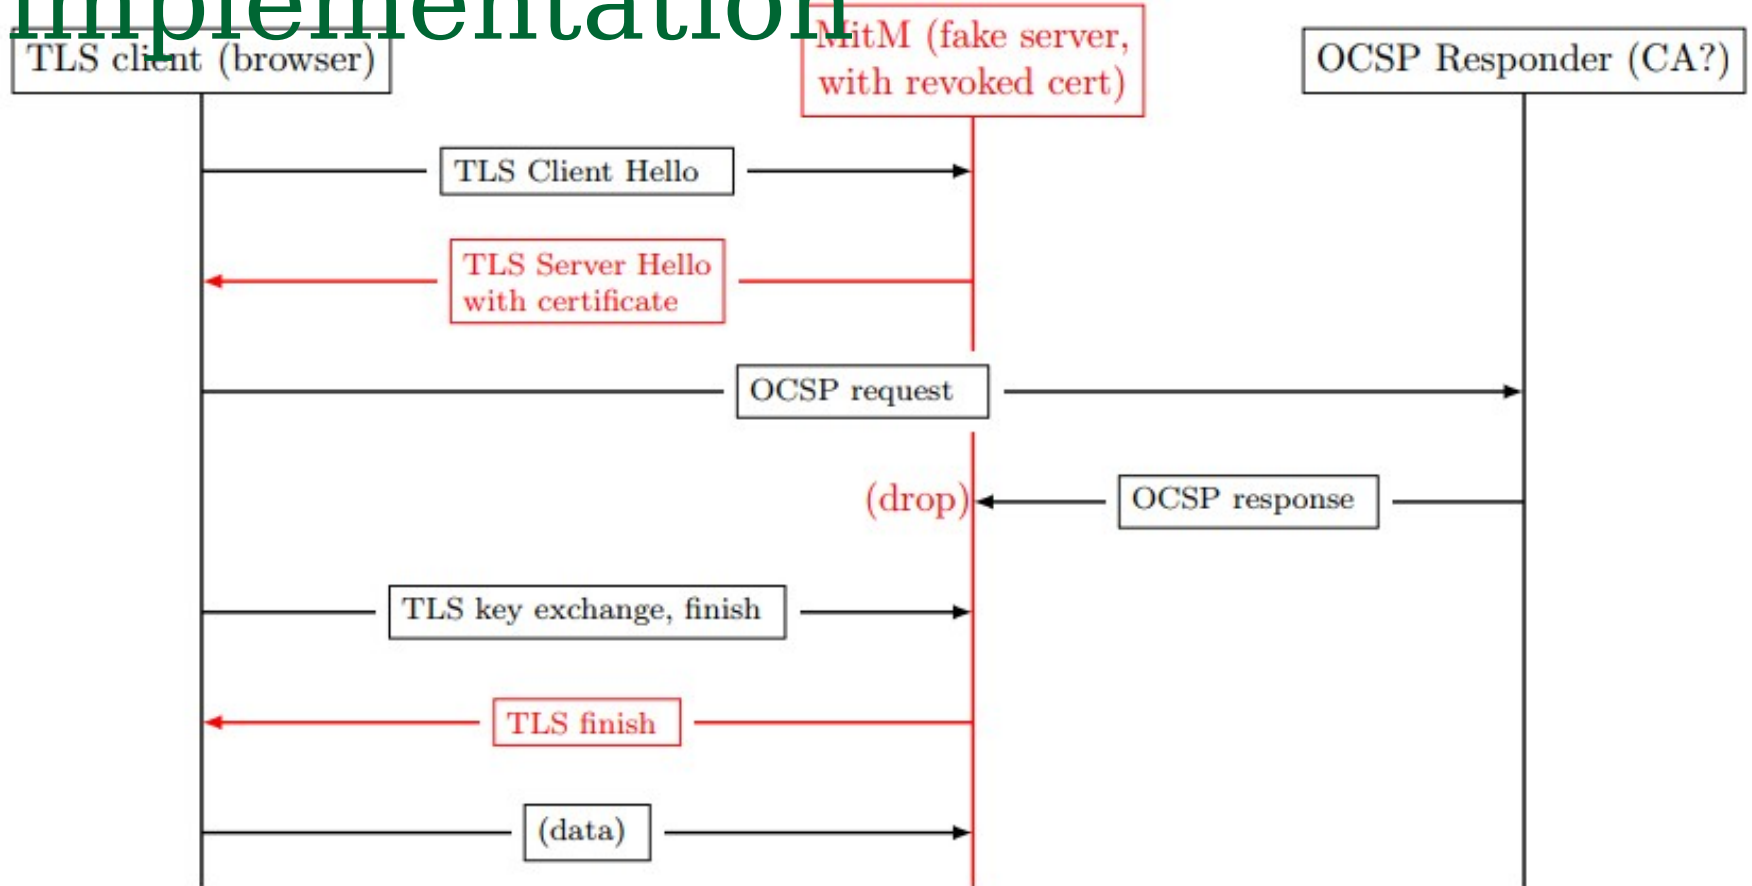 implementation
TLS client (browser)
MitM (fake server,
with revoked cert)
OCSP Responder (CA?)
TLS Client Hello
TLS Server Hello
with certificate
OCSP request
(drop)
OCSP response
TLS key exchange, finish
TLS finish
(data)